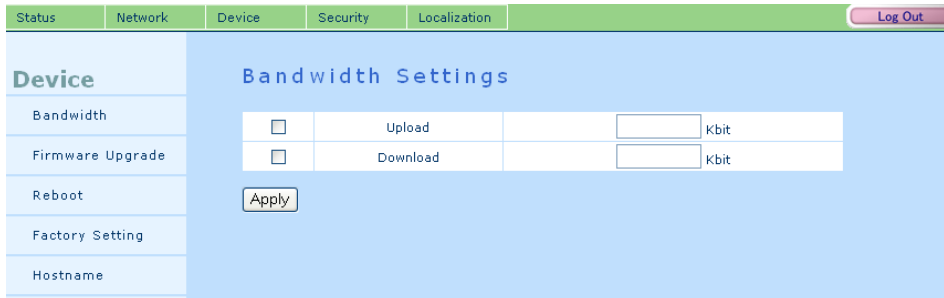 Status Network Device Security Localization Log Out
Device
Bandwidth
Firmware Upgrade
Reboot
Factory Setting
Hostname
Bandwidth Settings
Upload Kbit
Download Kbit
Apply